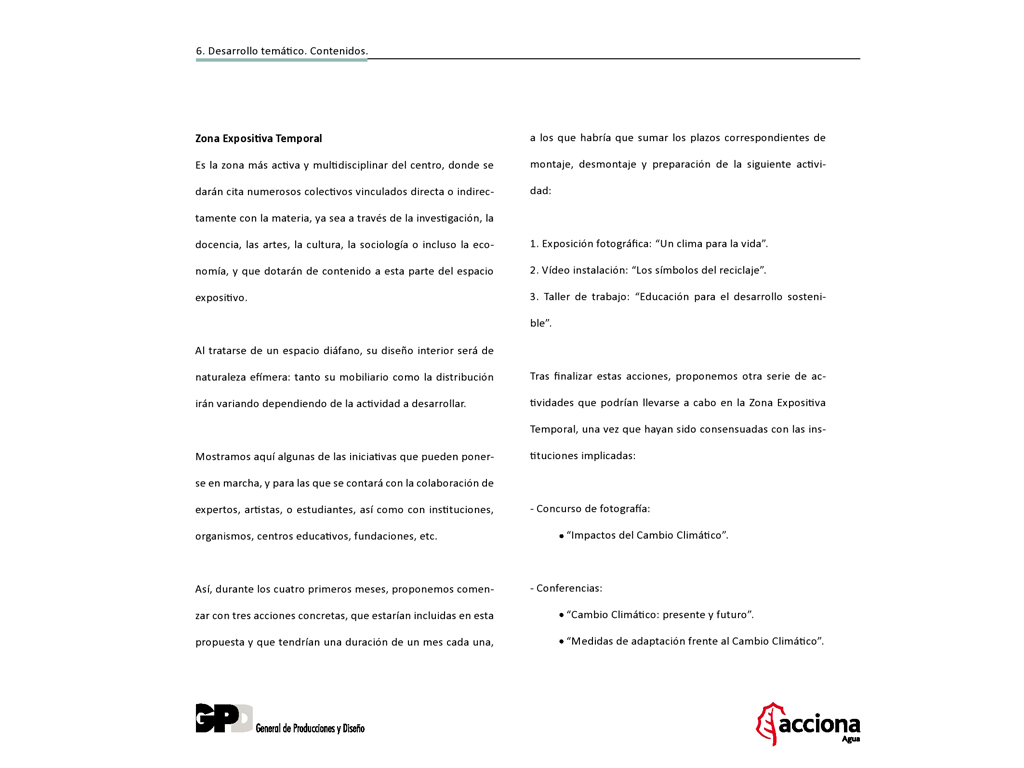 6. Desarrollo temático. Contenidos.
Zona Expositiva Temporal
Es la zona más activa y multidisciplinar del centro, donde se
darán cita numerosos colectivos vinculados directa o indirec-
tamente con la materia, ya sea a través de la investigación, la
docencia, las artes, la cultura, la sociología o incluso la eco-
nomía, y que dotarán de contenido a esta parte del espacio
expositivo.
Al tratarse de un espacio diáfano, su diseño interior será de
naturaleza efímera: tanto su mobiliario como la distribución
irán variando dependiendo de la actividad a desarrollar.
Mostramos aquí algunas de las iniciativas que pueden poner-
se en marcha, y para las que se contará con la colaboración de
expertos, artistas, o estudiantes, así como con instituciones,
organismos, centros educativos, fundaciones, etc.
Así, durante los cuatro primeros meses, proponemos comen-
zar con tres acciones concretas, que estarían incluidas en esta
propuesta y que tendrían una duración de un mes cada una,
a los que habría que sumar los plazos correspondientes de
montaje, desmontaje y preparación de la siguiente activi-
dad:
1. Exposición fotográfica: “Un clima para la vida”.
2. Vídeo instalación: “Los símbolos del reciclaje”.
3. Taller de trabajo: “Educación para el desarrollo sosteni-
ble”.
Tras finalizar estas acciones, proponemos otra serie de ac-
tividades que podrían llevarse a cabo en la Zona Expositiva
Temporal, una vez que hayan sido consensuadas con las ins-
tituciones implicadas:
- Concurso de fotografía:
• “Impactos del Cambio Climático”.
- Conferencias:
• “Cambio Climático: presente y futuro”.
• “Medidas de adaptación frente al Cambio Climático”.
GPD General de Producciones y Diseño
acciona
Agua